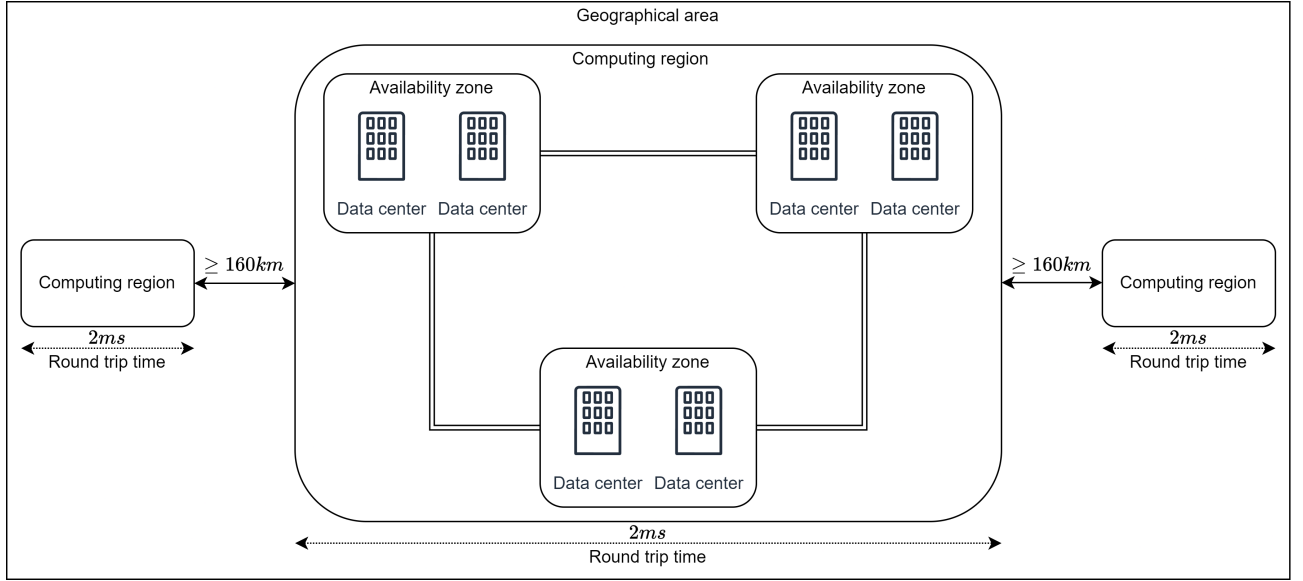 Geographical area
Computing region
Availability zone
Data center Data center
Availability zone
Data center Data center
Computing region
≥ 160km
2ms
Round trip time
≥ 160km
Computing region
2ms
Round trip time
Availability zone
Data center Data center
2ms
Round trip time